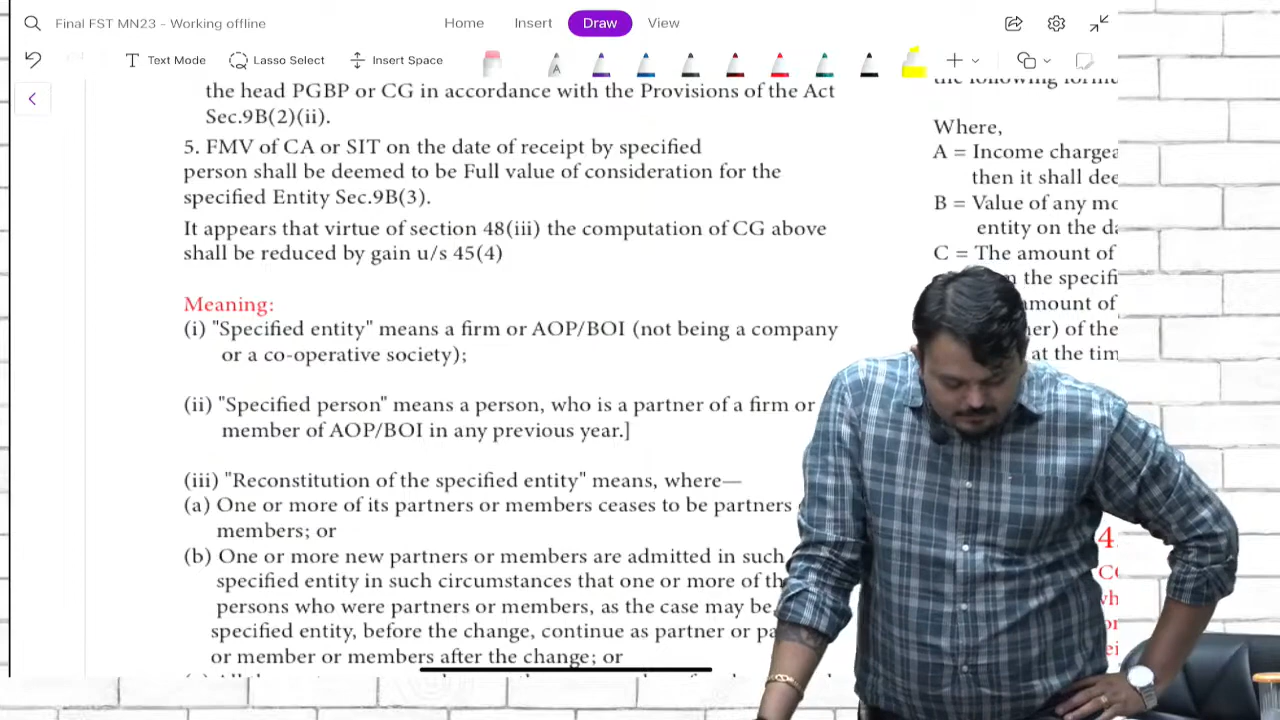 Final FST MN23 - Working offline
Home Insert Draw View
Text Mode Lasso Select Insert Space
the head PGBP or CG in accordance with the Provisions of the Act
Sec.9B(2)(ii).
5. FMV of CA or SIT on the date of receipt by specified
person shall be deemed to be Full value of consideration for the
specified Entity Sec.9B(3).
It appears that virtue of section 48(iii) the computation of CG above
shall be reduced by gain u/s 45(4)
Meaning:
(i) "Specified entity" means a firm or AOP/BOI (not being a company
or a co-operative society);
(ii) "Specified person" means a person, who is a partner of a firm or
member of AOP/BOI in any previous year.]
(iii) "Reconstitution of the specified entity" means, where—
(a) One or more of its partners or members ceases to be partners
members; or
(b) One or more new partners or members are admitted in such
specified entity in such circumstances that one or more of
persons who were partners or members, as the case may be,
specified entity, before the change, continue as partner or
or member or members after the change; or
the following
Where,
A = Income
then it shall
B = Value of any
entity on the
C = The amount of
the
amount of
of the
at the
4